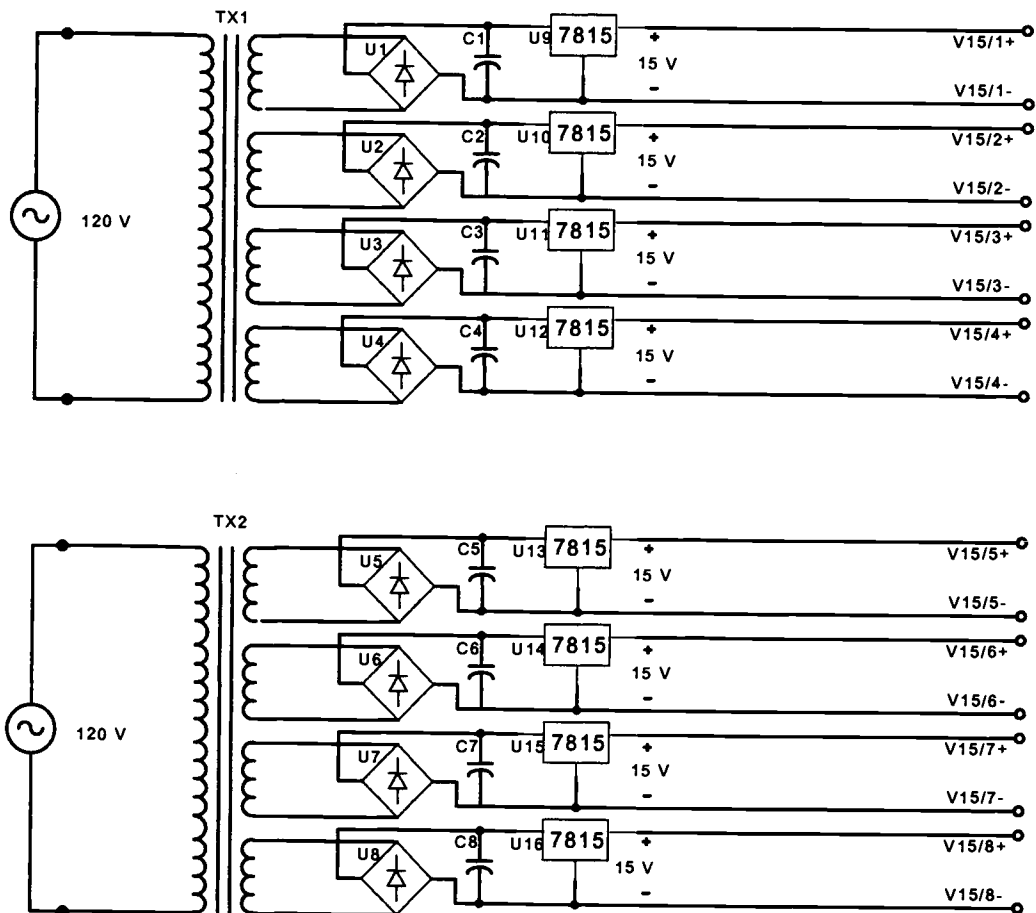 TX1
U1
C1
U9
7815
+
15 V
-
V15/1+
V15/1-
U2
C2
U10
7815
+
15 V
-
V15/2+
V15/2-
120 V
U3
C3
U11
7815
+
15 V
-
V15/3+
V15/3-
U4
C4
U12
7815
+
15 V
-
V15/4+
V15/4-
TX2
U5
C5
U13
7815
+
15 V
-
V15/5+
V15/5-
U6
C6
U14
7815
+
15 V
-
V15/6+
V15/6-
120 V
U7
C7
U15
7815
+
15 V
-
V15/7+
V15/7-
U8
C8
U16
7815
+
15 V
-
V15/8+
V15/8-